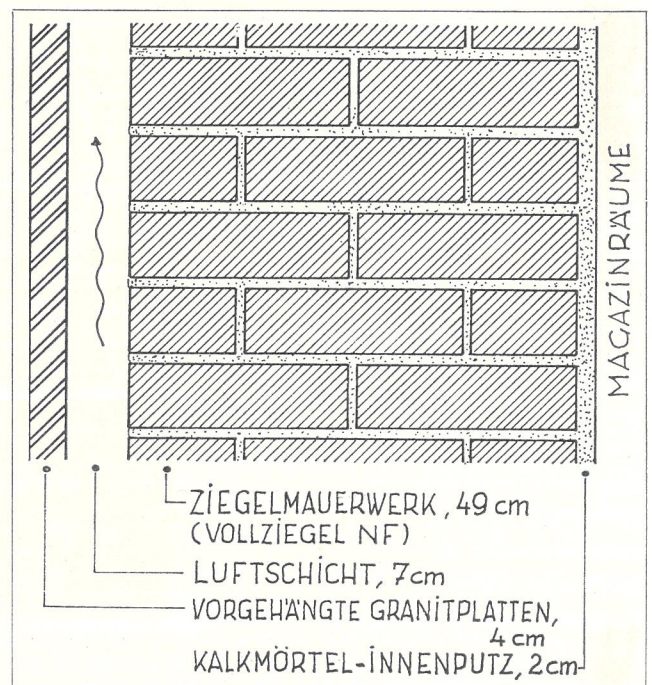 MAGAZINRÄUME
ZIEGELMAUERWERK, 49 cm
(VOLLZIEGEL NF)
LUFTSCHICHT, 7cm
VORGEHÄNGTE GRANITPLATTEN,
4 cm
KALKMÖRTEL-INNENPUTZ, 2cm